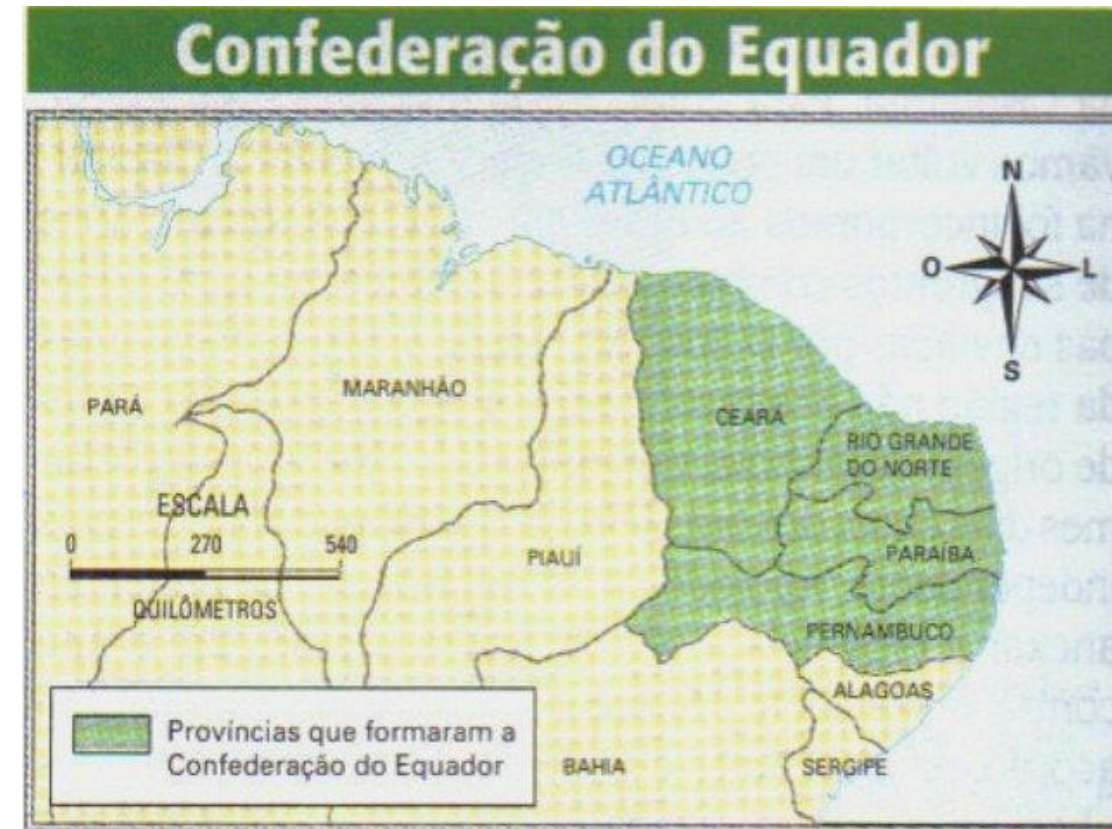 Confederação do Equador
OCEANO
ATLÂNTICO
N
O
L
S
PARÁ
MARANHÃO
CEARÁ
RIO GRANDE
DO NORTE
ESCALA
0 270 540
QUILÔMETROS
PIAUÍ
PARAÍBA
PERNAMBUCO
ALAGOAS
Províncias que formaram a
Confederação do Equador
BAHIA
SERGIPE